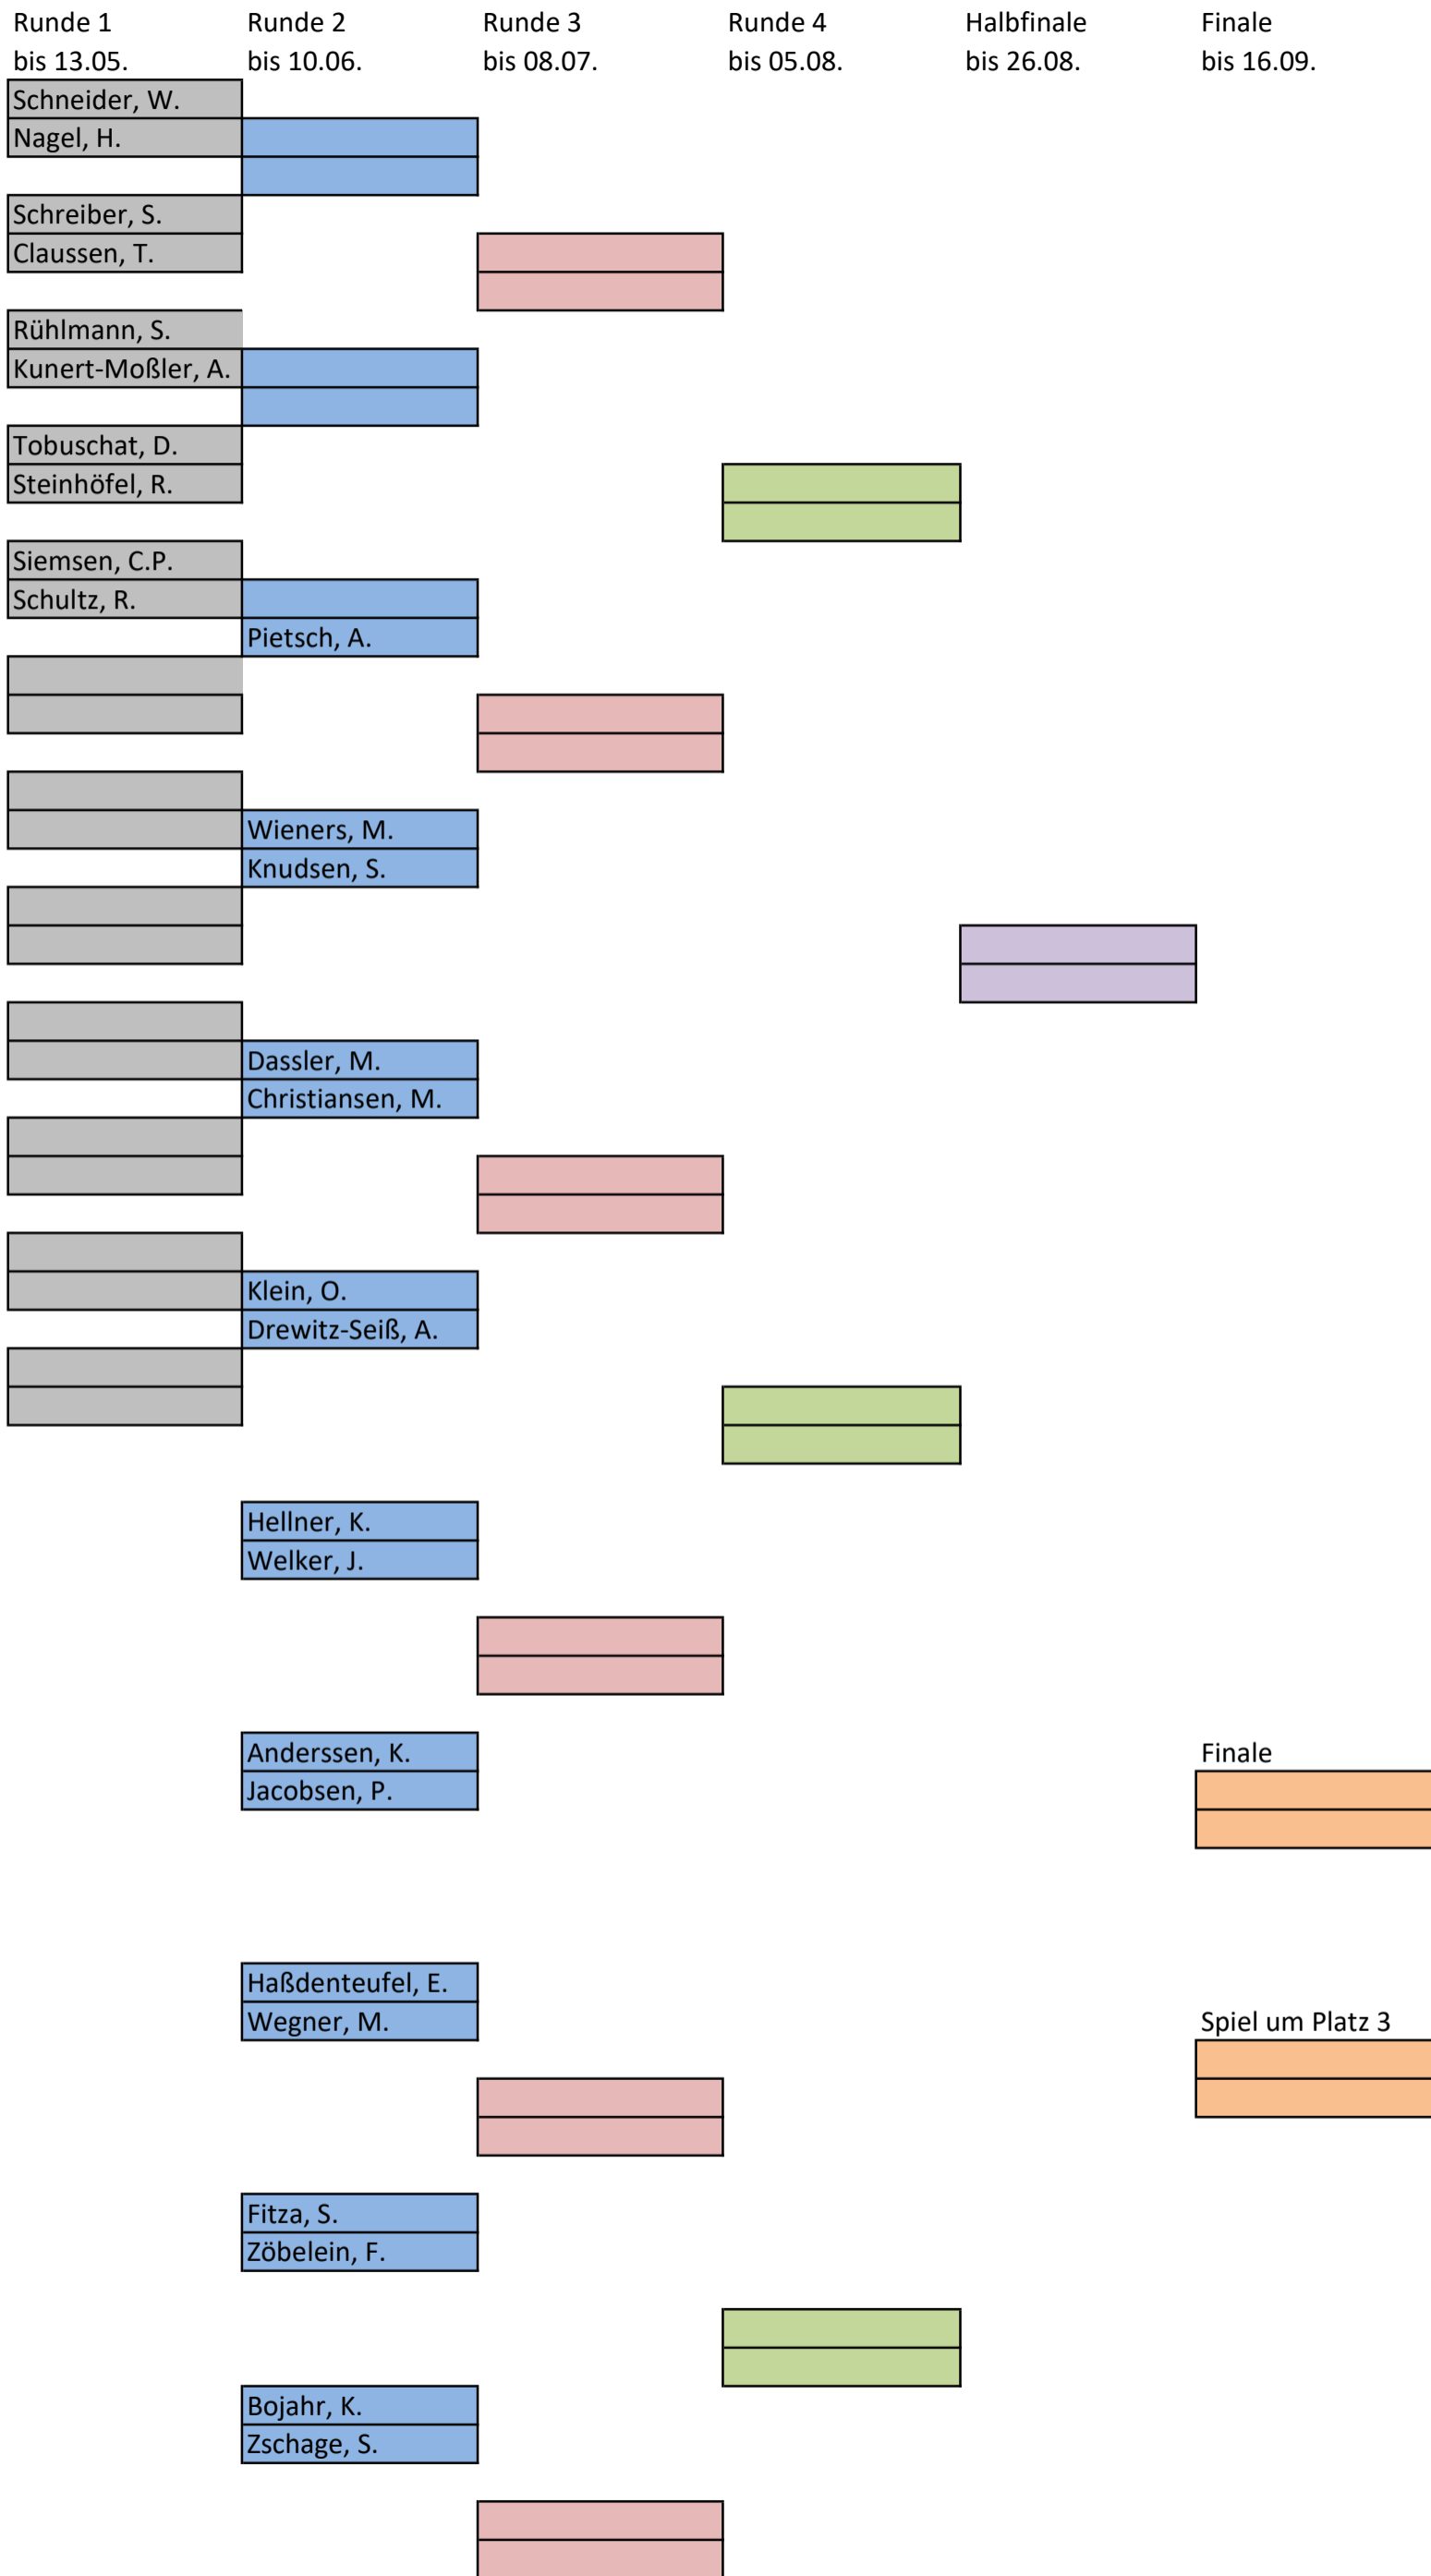 Runde 1 Runde 2 Runde 3 Runde 4 Halbfinale Finale
bis 13.05. bis 10.06. bis 08.07. bis 05.08. bis 26.08. bis 16.09.
Schneider, W.
Nagel, H.
Schreiber, S.
Claussen, T.
Rühlmann, S.
Kunert-Moßler, A.
Tobuschat, D.
Steinhöfel, R.
Siemsen, C.P.
Schultz, R.
Pietsch, A.
Wieners, M.
Knudsen, S.
Dassler, M.
Christiansen, M.
Klein, O.
Drewitz-Seiß, A.
Hellner, K.
Welker, J.
Anderssen, K. Finale
Jacobsen, P.
Haßdenteufel, E.
Wegner, M. Spiel um Platz 3
Fitza, S.
Zöbelein, F.
Bojahr, K.
Zschage, S.